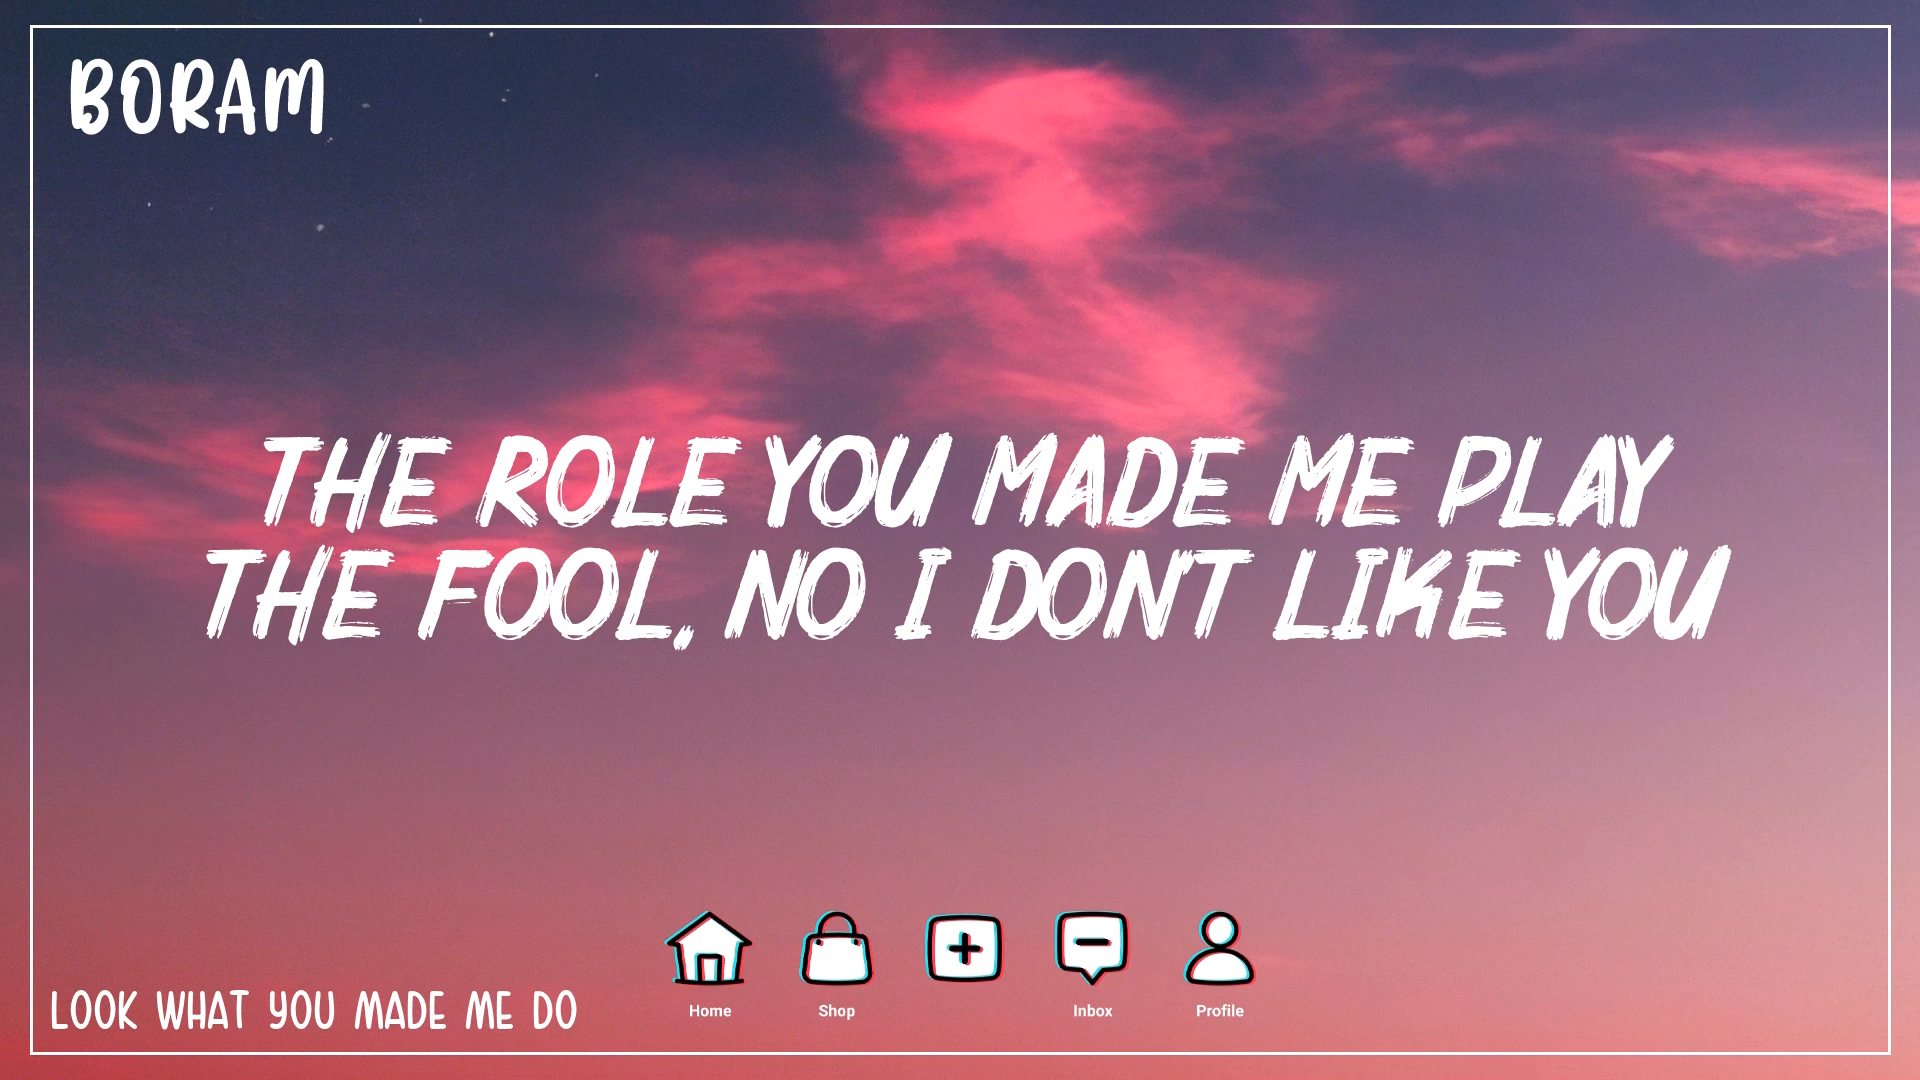 BORAM
THE ROLE YOU MADE ME PLAY
THE FOOL, NO I DON'T LIKE YOU
LOOK WHAT YOU MADE ME DO
Home
Shop
Inbox
Profile